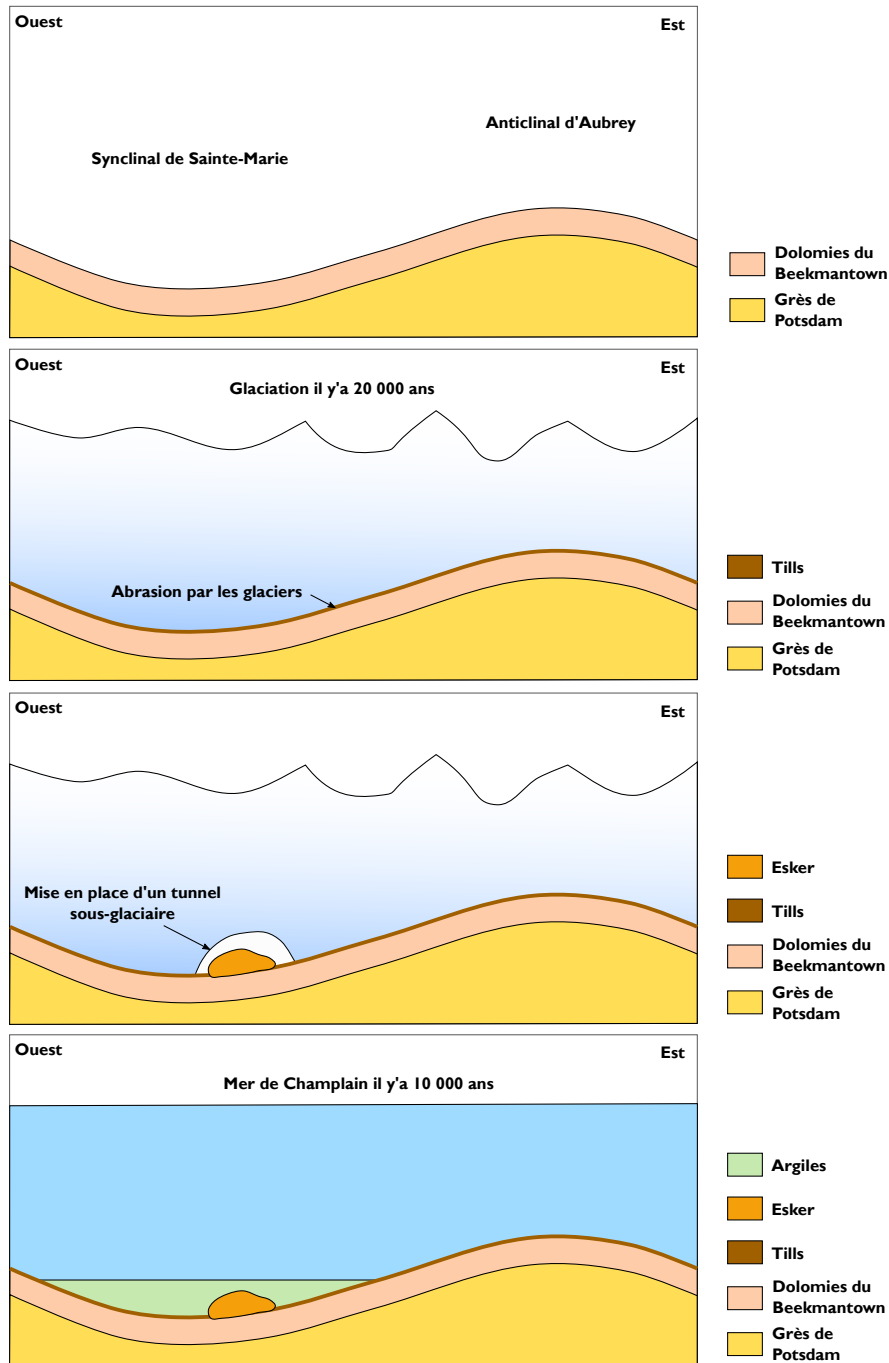 Ouest
Est
Anticlinal d'Aubrey
Synclinal de Sainte-Marie
Dolomies du
Beekmantown
Grès de
Potsdam
Ouest
Est
Glaciation il y'a 20 000 ans
Abrasion par les glaciers
Tills
Dolomies du
Beekmantown
Grès de
Potsdam
Ouest
Est
Mise en place d'un tunnel
sous-glaciaire
Esker
Tills
Dolomies du
Beekmantown
Grès de
Potsdam
Ouest
Est
Mer de Champlain il y'a 10 000 ans
Argiles
Esker
Tills
Dolomies du
Beekmantown
Grès de
Potsdam